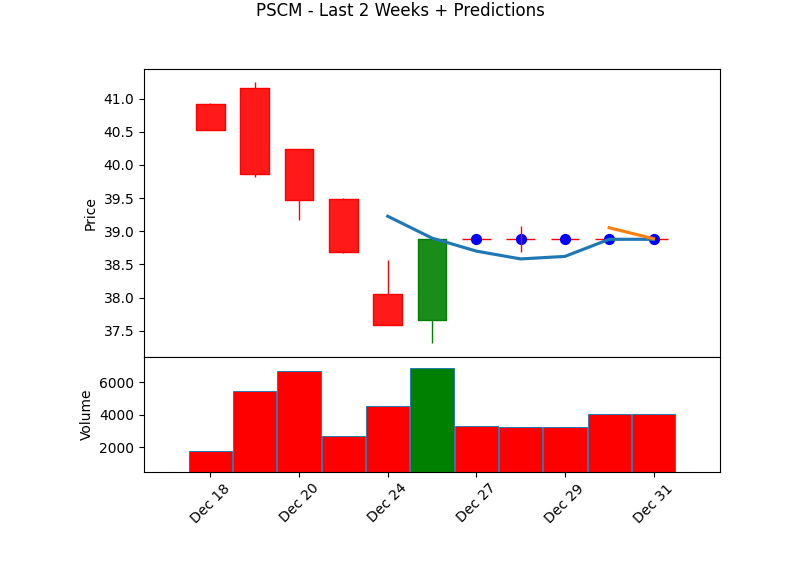 PSCM - Last 2 Weeks + Predictions
41.0
40.5
40.0
39.5
39.0
38.5
38.0
37.5
Price
6000
4000
2000
Volume
Dec 18
Dec 20
Dec 24
Dec 27
Dec 29
Dec 31